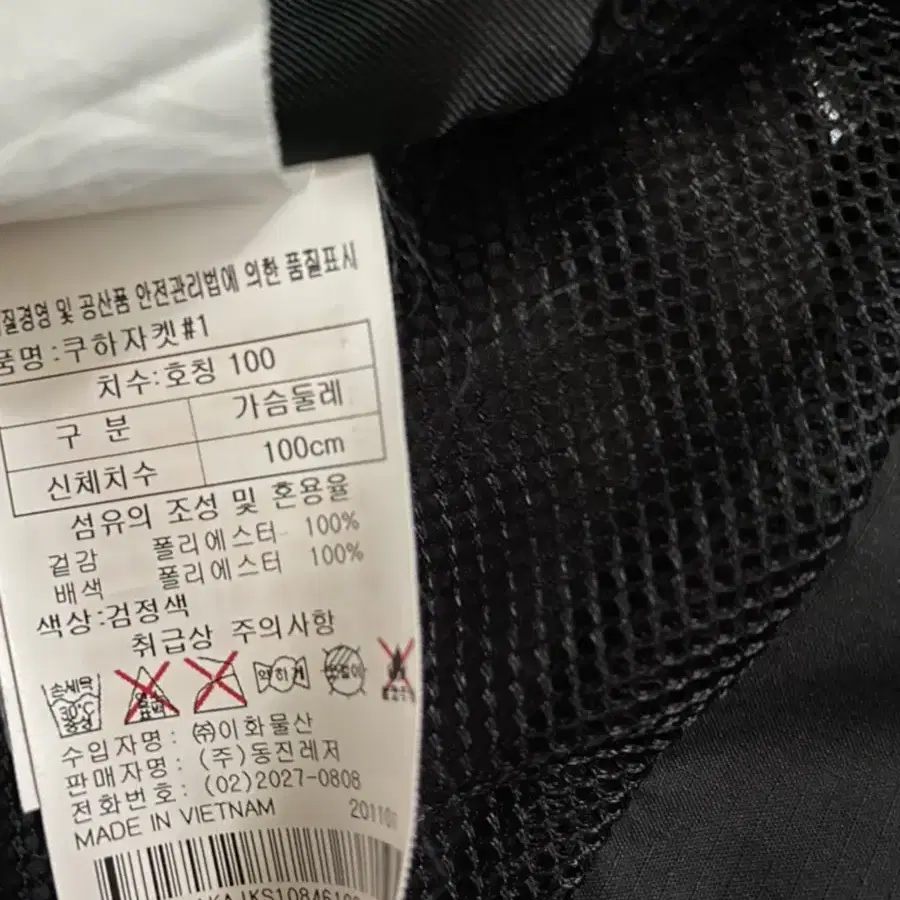 질경영 및 공산품 안전관리법에 의한 품질표시
품명 : 쿠하자켓#1
치수:호칭 100
구 분 가슴둘레
신체치수 100cm
섬유의 조성 및 혼용율
겉감 폴리에스터 100%
배색 폴리에스터 100%
색상:검정색
취급상 주의사항
손세탁 30°C 중성 약하게
수입자명 : ㈜이화물산
판매자명 : (주)동진레저
전화번호: (02)2027-0808
MADE IN VIETNAM